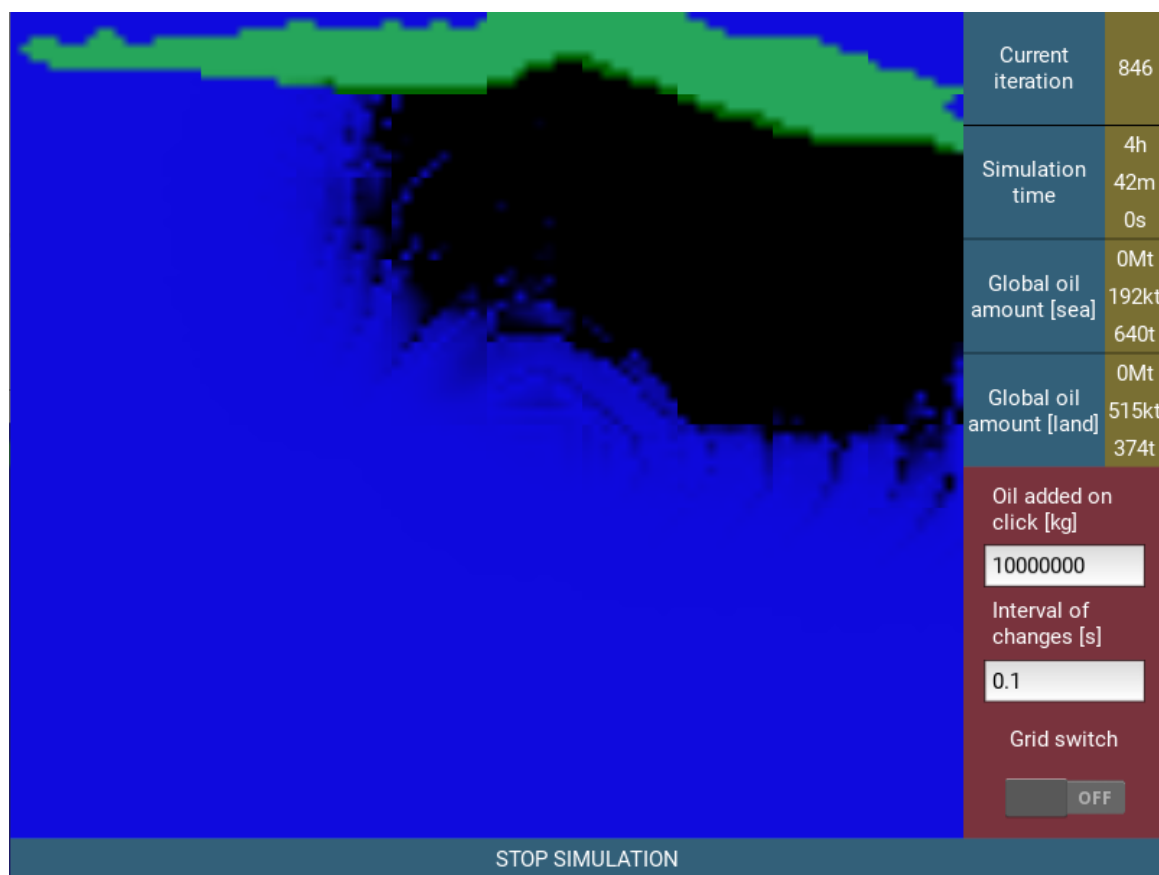 Current
iteration
846
Simulation
time
4h
42m
0s
Global oil
amount [sea]
0Mt
192kt
640t
Global oil
amount [land]
0Mt
515kt
374t
Oil added on
click [kg]
10000000
Interval of
changes [s]
0.1
Grid switch
OFF
STOP SIMULATION